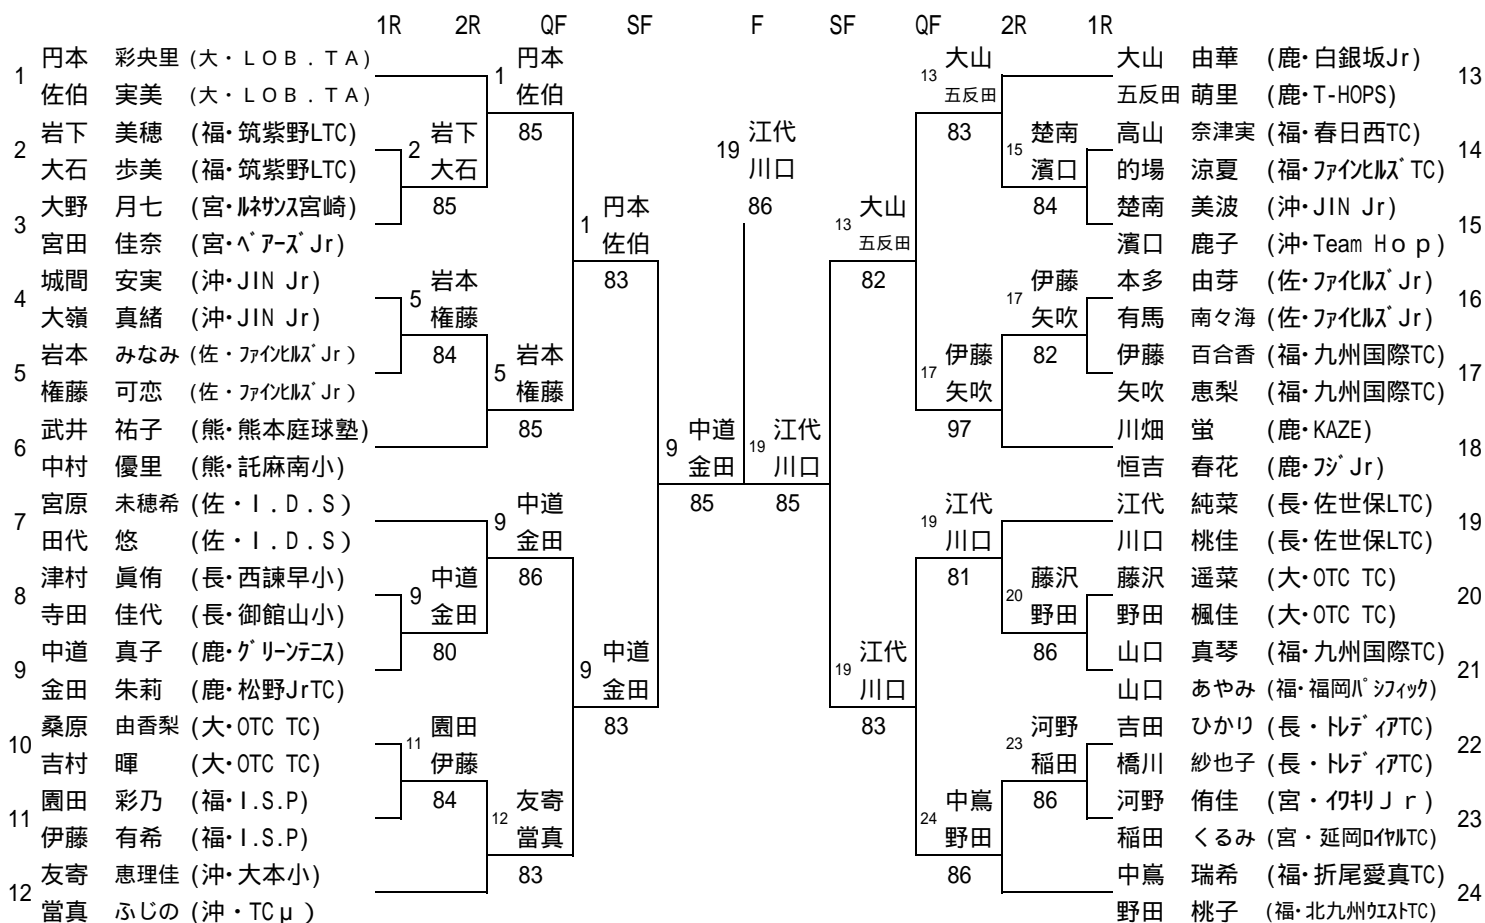 1R 2R QF SF F SF QF 2R 1R
1 円本 彩央里 (大・LOB.TA)
佐伯 実美 (大・LOB.TA)
2 岩下 美穂 (福・筑紫野LTC)
大石 歩美 (福・筑紫野LTC)
3 大野 月七 (宮・ルネサンス宮崎)
宮田 佳奈 (宮・ベアーズJr)
4 城間 安実 (沖・JIN Jr)
大嶺 真緒 (沖・JIN Jr)
5 岩本 みなみ (佐・ファインヒルズJr)
権藤 可恋 (佐・ファインヒルズJr)
6 武井 祐子 (熊・熊本庭球塾)
中村 優里 (熊・託麻南小)
7 宮原 未穂希 (佐・I.D.S)
田代 悠 (佐・I.D.S)
8 津村 眞侑 (長・西諫早小)
寺田 佳代 (長・御館山小)
9 中道 真子 (鹿・グリーンテニス)
金田 朱莉 (鹿・松野JrTC)
10 桑原 由香梨 (大・OTC TC)
吉村 暉 (大・OTC TC)
11 園田 彩乃 (福・I.S.P)
伊藤 有希 (福・I.S.P)
12 友寄 恵理佳 (沖・大本小)
當真 ふじの (沖・TCμ)
2 岩下
大石
85
5 岩本
権藤
84
9 中道
金田
80
11 園田
伊藤
84
1 円本
佐伯
85
5 岩本
権藤
85
9 中道
金田
86
12 友寄
當真
83
1 円本
佐伯
83
9 中道
金田
83
9 中道
金田
85
19 江代
川口
86
19 江代
川口
85
13 大山
五反田
82
19 江代
川口
83
13 大山
五反田
83
17 伊藤
矢吹
97
19 江代
川口
81
24 中嶌
野田
86
15 楚南
濱口
84
17 伊藤
矢吹
82
20 藤沢
野田
86
23 河野
稲田
86
大山 由華 (鹿・白銀坂Jr) 13
五反田 萌里 (鹿・T-HOPS)
高山 奈津実 (福・春日西TC) 14
的場 涼夏 (福・ファインヒルズTC)
楚南 美波 (沖・JIN Jr) 15
濱口 鹿子 (沖・Team Hop)
本多 由芽 (佐・ファイヒルズJr) 16
有馬 南々海 (佐・ファイヒルズJr)
伊藤 百合香 (福・九州国際TC) 17
矢吹 恵梨 (福・九州国際TC)
川畑 蛍 (鹿・KAZE) 18
恒吉 春花 (鹿・フジJr)
江代 純菜 (長・佐世保LTC) 19
川口 桃佳 (長・佐世保LTC)
藤沢 遥菜 (大・OTC TC) 20
野田 楓佳 (大・OTC TC)
山口 真琴 (福・九州国際TC) 21
山口 あやみ (福・福岡パシフィック)
吉田 ひかり (長・トレディアTC) 22
橋川 紗也子 (長・トレディアTC)
河野 侑佳 (宮・イワキリJr) 23
稲田 くるみ (宮・延岡ロイヤルTC)
中嶌 瑞希 (福・折尾愛真TC) 24
野田 桃子 (福・北九州ウエストTC)